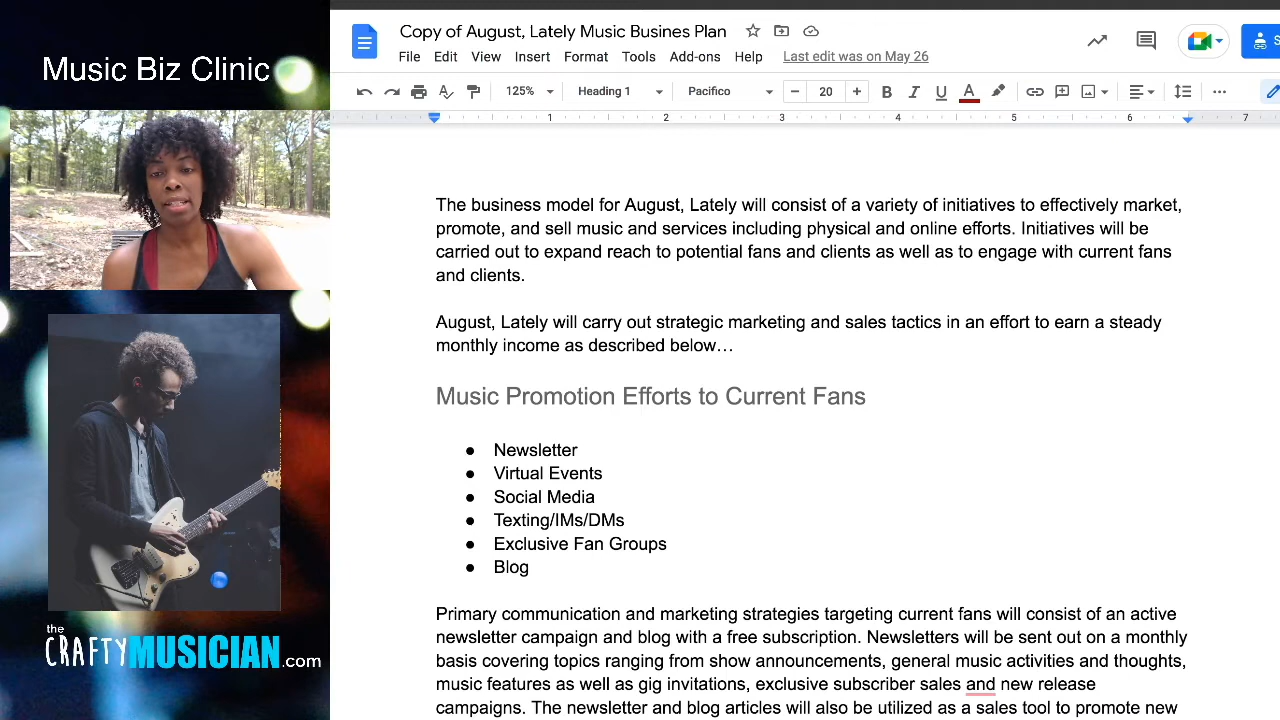 Music Biz Clinic
the
CRAFTY MUSICIAN.com
Copy of August, Lately Music Busines Plan
File Edit View Insert Format Tools Add-ons Help Last edit was on May 26
S
125% Heading 1 Pacifico − 20 + B I U A
1 2 3 4 5 6 7
The business model for August, Lately will consist of a variety of initiatives to effectively market,
promote, and sell music and services including physical and online efforts. Initiatives will be
carried out to expand reach to potential fans and clients as well as to engage with current fans
and clients.
August, Lately will carry out strategic marketing and sales tactics in an effort to earn a steady
monthly income as described below…
Music Promotion Efforts to Current Fans
● Newsletter
● Virtual Events
● Social Media
● Texting/IMs/DMs
● Exclusive Fan Groups
● Blog
Primary communication and marketing strategies targeting current fans will consist of an active
newsletter campaign and blog with a free subscription. Newsletters will be sent out on a monthly
basis covering topics ranging from show announcements, general music activities and thoughts,
music features as well as gig invitations, exclusive subscriber sales and new release
campaigns. The newsletter and blog articles will also be utilized as a sales tool to promote new